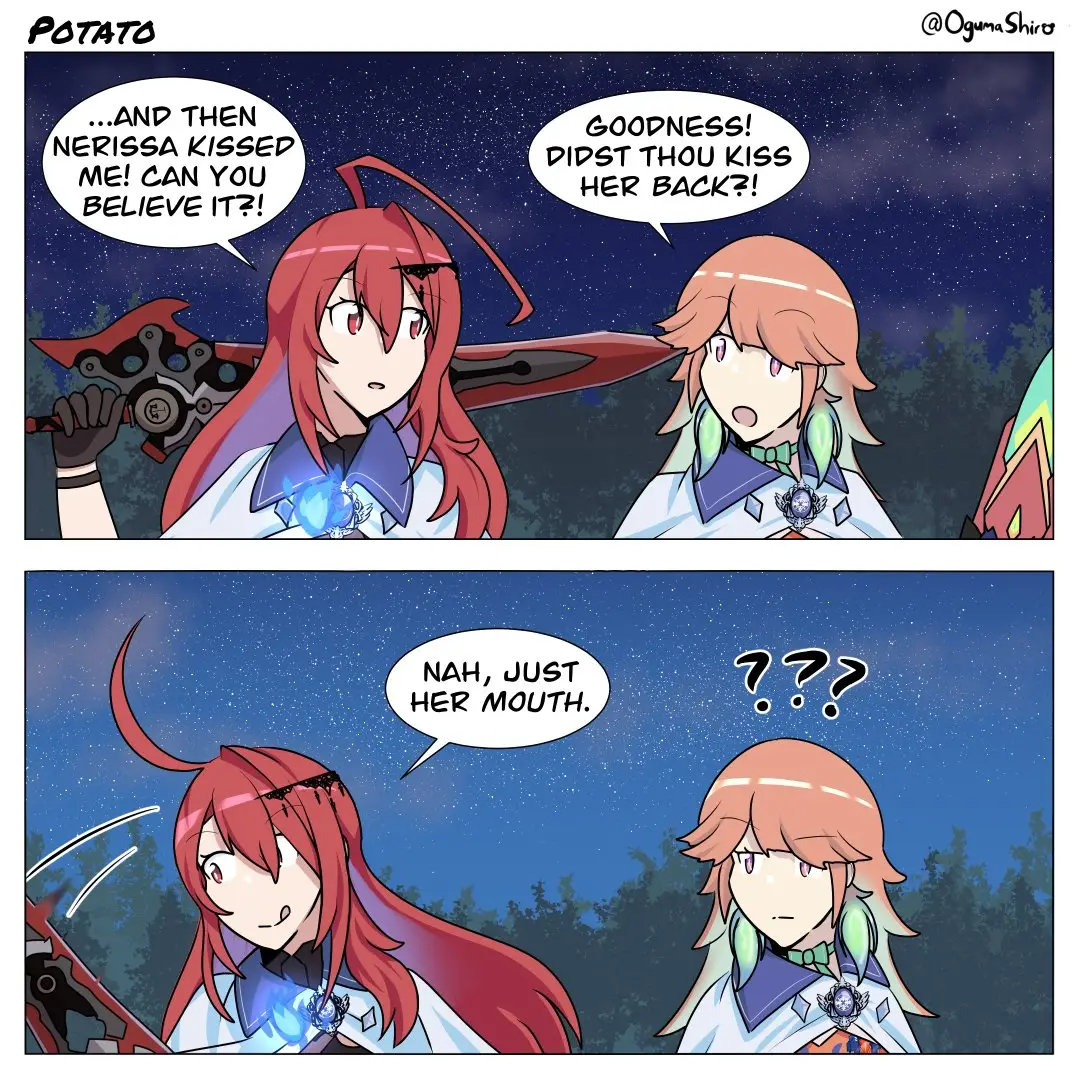 POTATO
@OgumaShiro
...AND THEN
NERISSA KISSED
ME! CAN YOU
BELIEVE IT?!
GOODNESS!
DIDST THOU KISS
HER BACK?!
NAH, JUST
HER MOUTH.
???